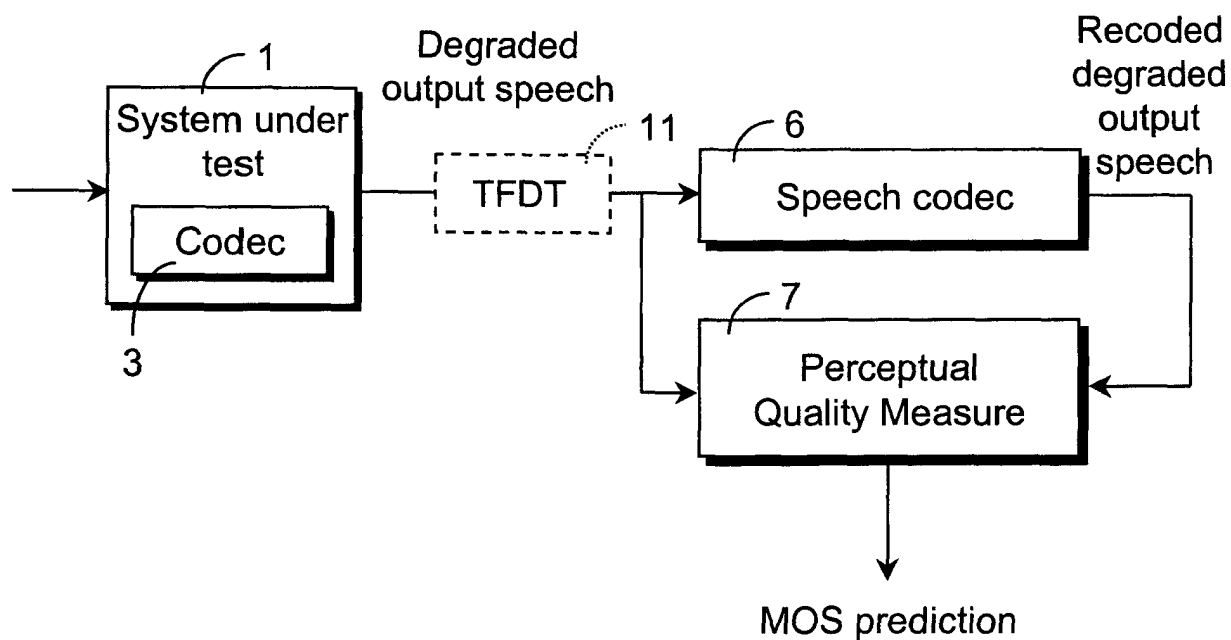 1
System under
test
Codec
3
Degraded
output speech
11
TFDT
6
Speech codec
Recoded
degraded
output
speech
7
Perceptual
Quality Measure
MOS prediction